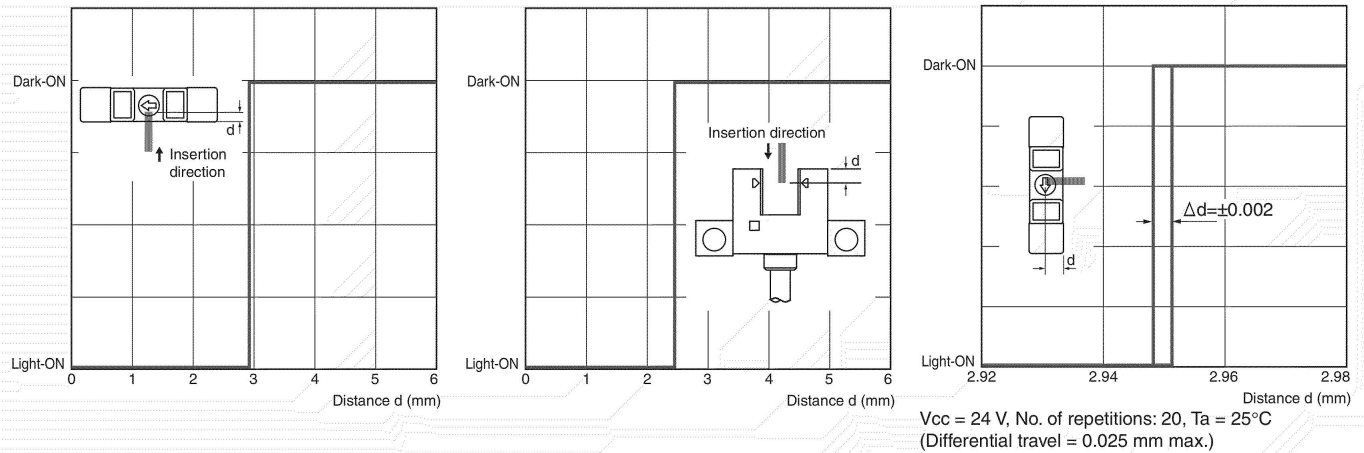 Dark-ON
d
Insertion
direction
Light-ON
0 1 2 3 4 5 6
Distance d (mm)
Dark-ON
Insertion direction
d
Light-ON
0 1 2 3 4 5 6
Distance d (mm)
Dark-ON
Δd=±0.002
d
Light-ON
2.92 2.94 2.96 2.98
Distance d (mm)
Vcc = 24 V, No. of repetitions: 20, Ta = 25°C
(Differential travel = 0.025 mm max.)